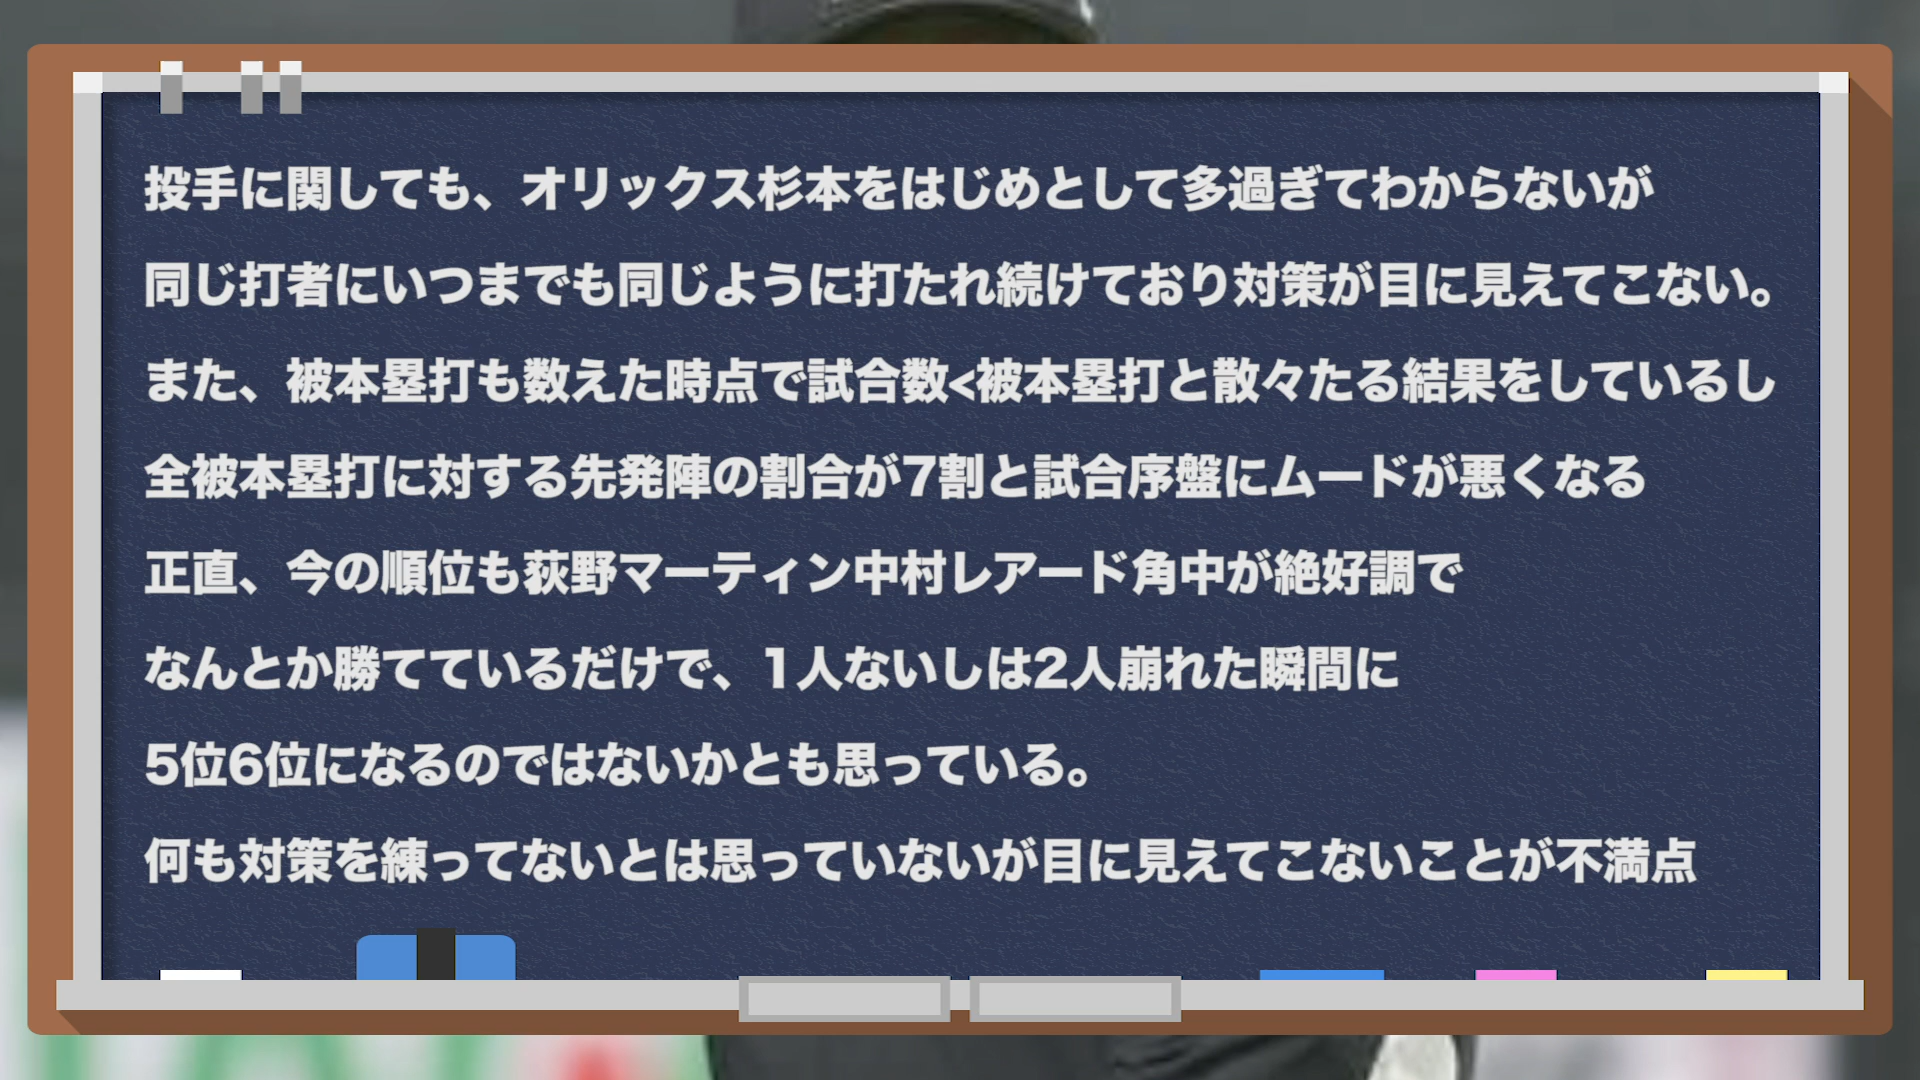 投手に関しても、オリックス杉本をはじめとして多過ぎてわからないが
同じ打者にいつまでも同じように打たれ続けており対策が目に見えてこない。
また、被本塁打も数えた時点で試合数<被本塁打と散々たる結果をしているし
全被本塁打に対する先発陣の割合が7割と試合序盤にムードが悪くなる
正直、今の順位も荻野マーティン中村レアード角中が絶好調で
なんとか勝てているだけで、1人ないしは2人崩れた瞬間に
5位6位になるのではないかとも思っている。
何も対策を練ってないとは思っていないが目に見えてこないことが不満点